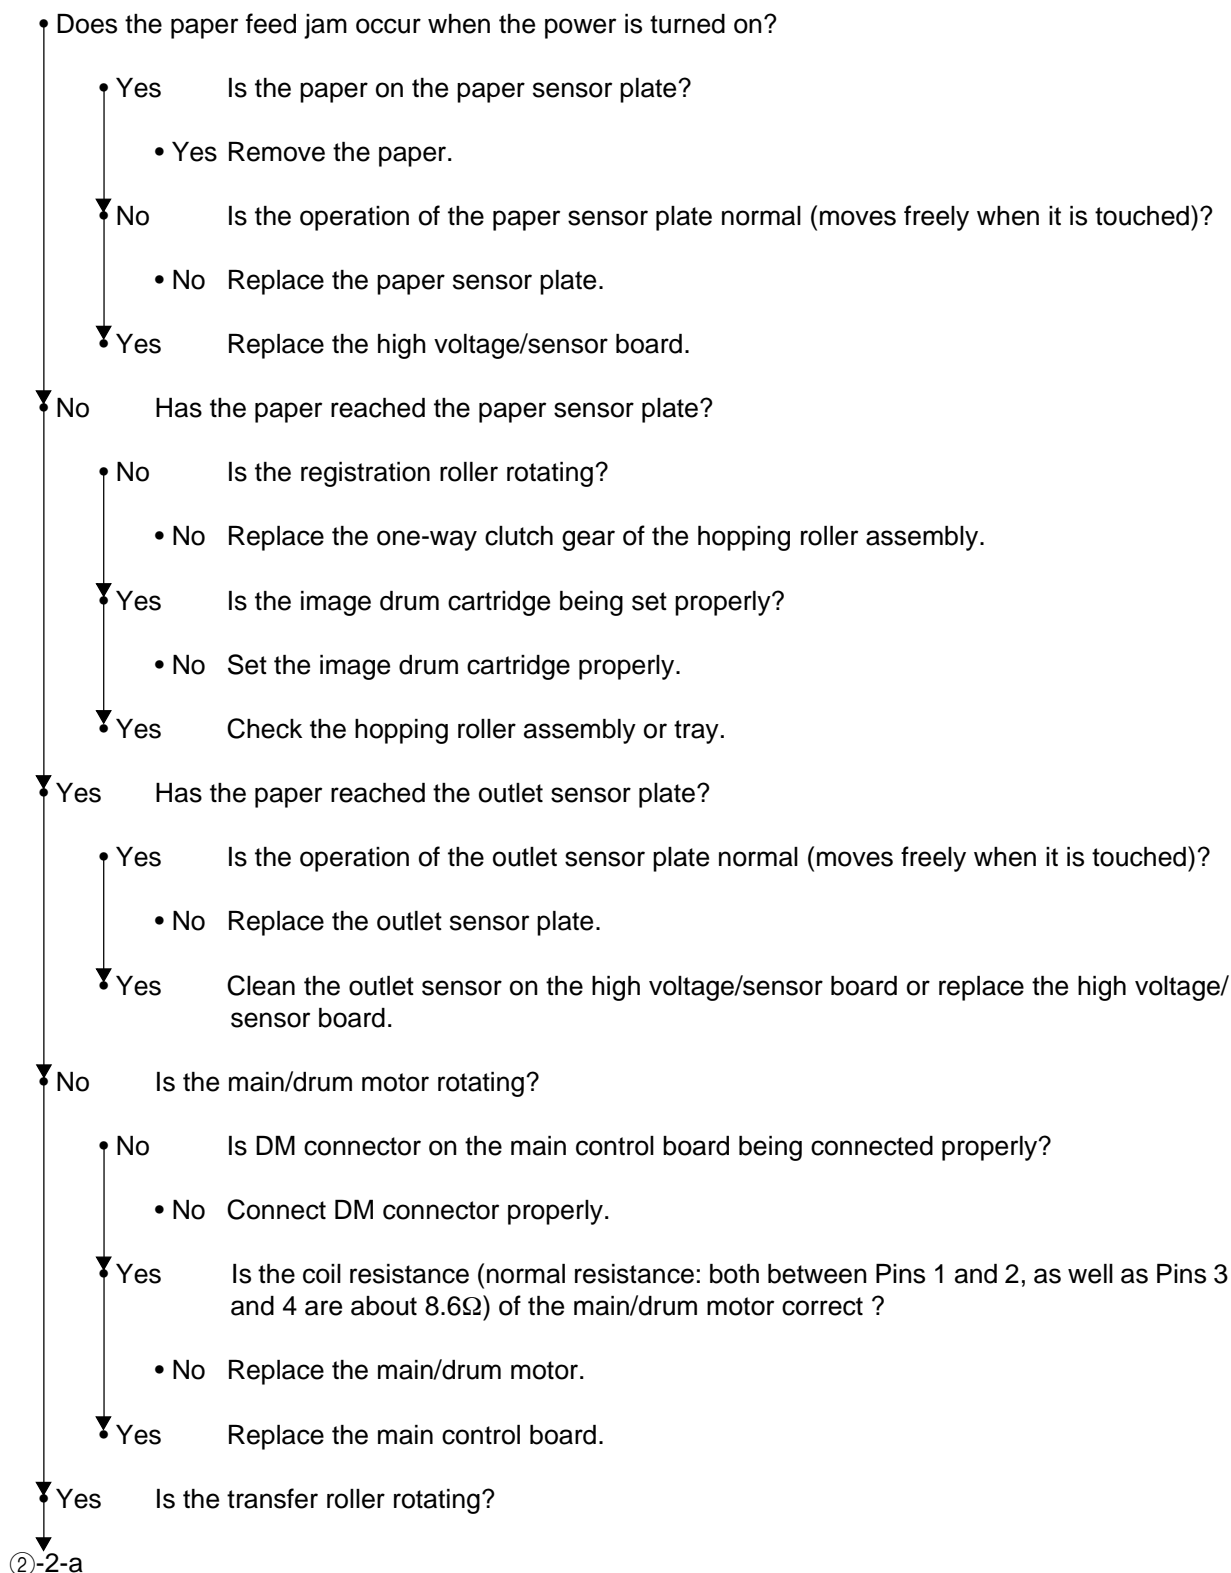 • Does the paper feed jam occur when the power is turned on?
• Yes Is the paper on the paper sensor plate?
• Yes Remove the paper.
• No Is the operation of the paper sensor plate normal (moves freely when it is touched)?
• No Replace the paper sensor plate.
• Yes Replace the high voltage/sensor board.
• No Has the paper reached the paper sensor plate?
• No Is the registration roller rotating?
• No Replace the one-way clutch gear of the hopping roller assembly.
• Yes Is the image drum cartridge being set properly?
• No Set the image drum cartridge properly.
• Yes Check the hopping roller assembly or tray.
• Yes Has the paper reached the outlet sensor plate?
• Yes Is the operation of the outlet sensor plate normal (moves freely when it is touched)?
• No Replace the outlet sensor plate.
• Yes Clean the outlet sensor on the high voltage/sensor board or replace the high voltage/
sensor board.
• No Is the main/drum motor rotating?
• No Is DM connector on the main control board being connected properly?
• No Connect DM connector properly.
• Yes Is the coil resistance (normal resistance: both between Pins 1 and 2, as well as Pins 3
and 4 are about 8.6Ω) of the main/drum motor correct ?
• No Replace the main/drum motor.
• Yes Replace the main control board.
• Yes Is the transfer roller rotating?
②-2-a